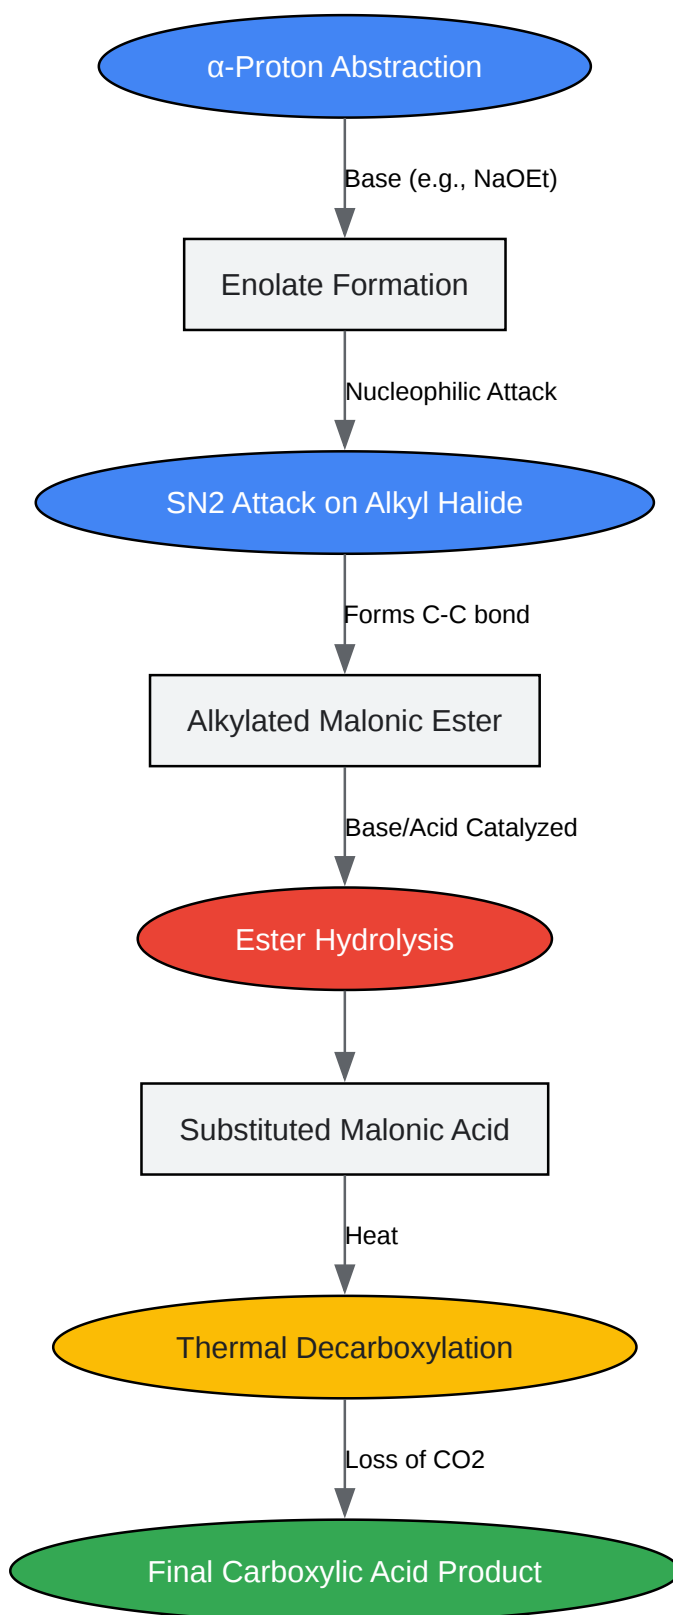 α-Proton Abstraction
Base (e.g., NaOEt)
Enolate Formation
Nucleophilic Attack
SN2 Attack on Alkyl Halide
Forms C-C bond
Alkylated Malonic Ester
Base/Acid Catalyzed
Ester Hydrolysis
Substituted Malonic Acid
Heat
Thermal Decarboxylation
Loss of CO2
Final Carboxylic Acid Product